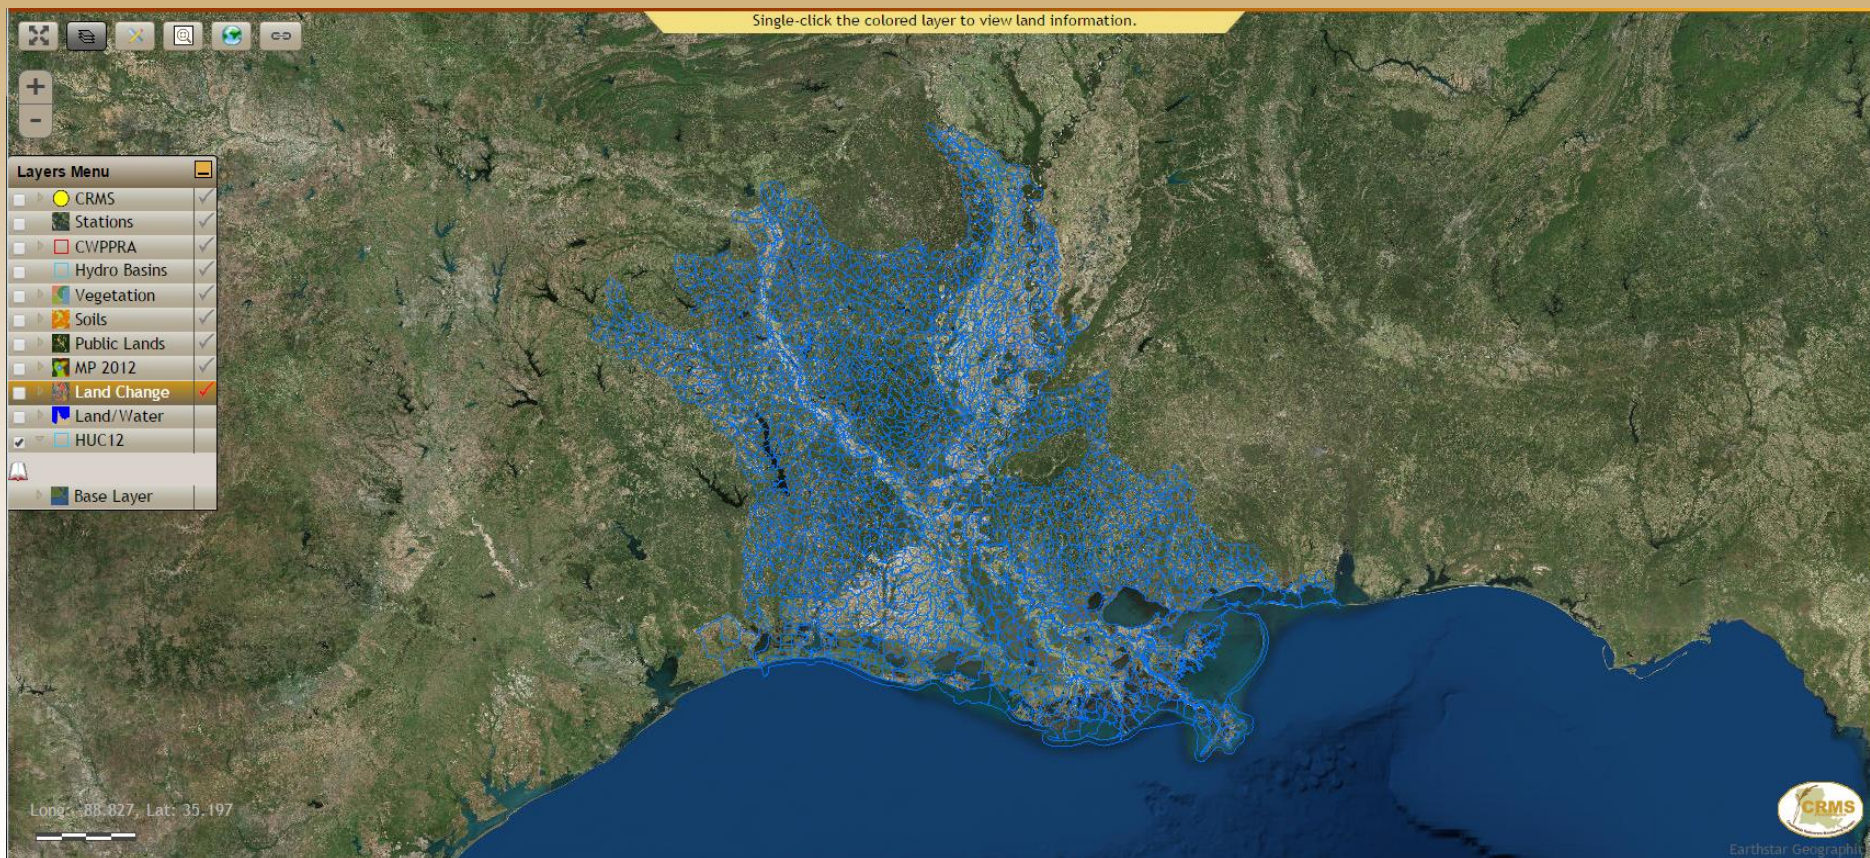 Single-click the colored layer to view land information.
+
-
Layers Menu
CRMS
Stations
CWPPRA
Hydro Basins
Vegetation
Soils
Public Lands
MP 2012
Land Change
Land/Water
HUC12
Base Layer
Long: -88.827, Lat: 35.197
CRMS
Earthstar Geographic